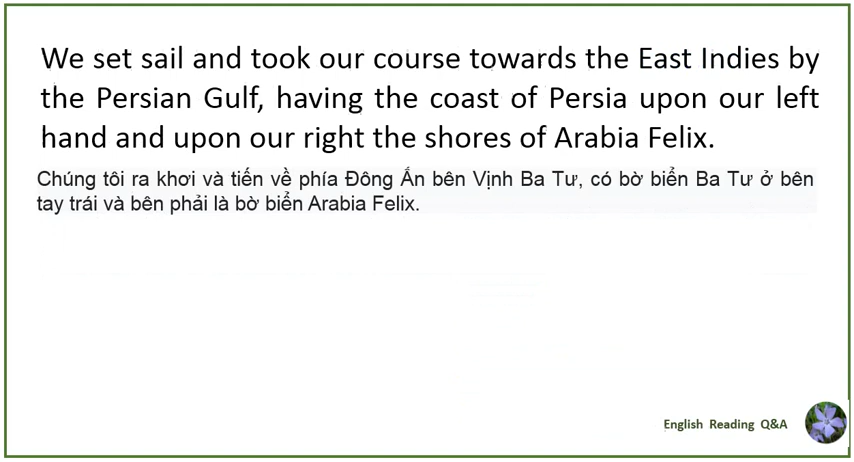 We set sail and took our course towards the East Indies by
the Persian Gulf, having the coast of Persia upon our left
hand and upon our right the shores of Arabia Felix.
Chúng tôi ra khơi và tiến về phía Đông Ấn bên Vịnh Ba Tư, có bờ biển Ba Tư ở bên
tay trái và bên phải là bờ biển Arabia Felix.
English Reading Q&A